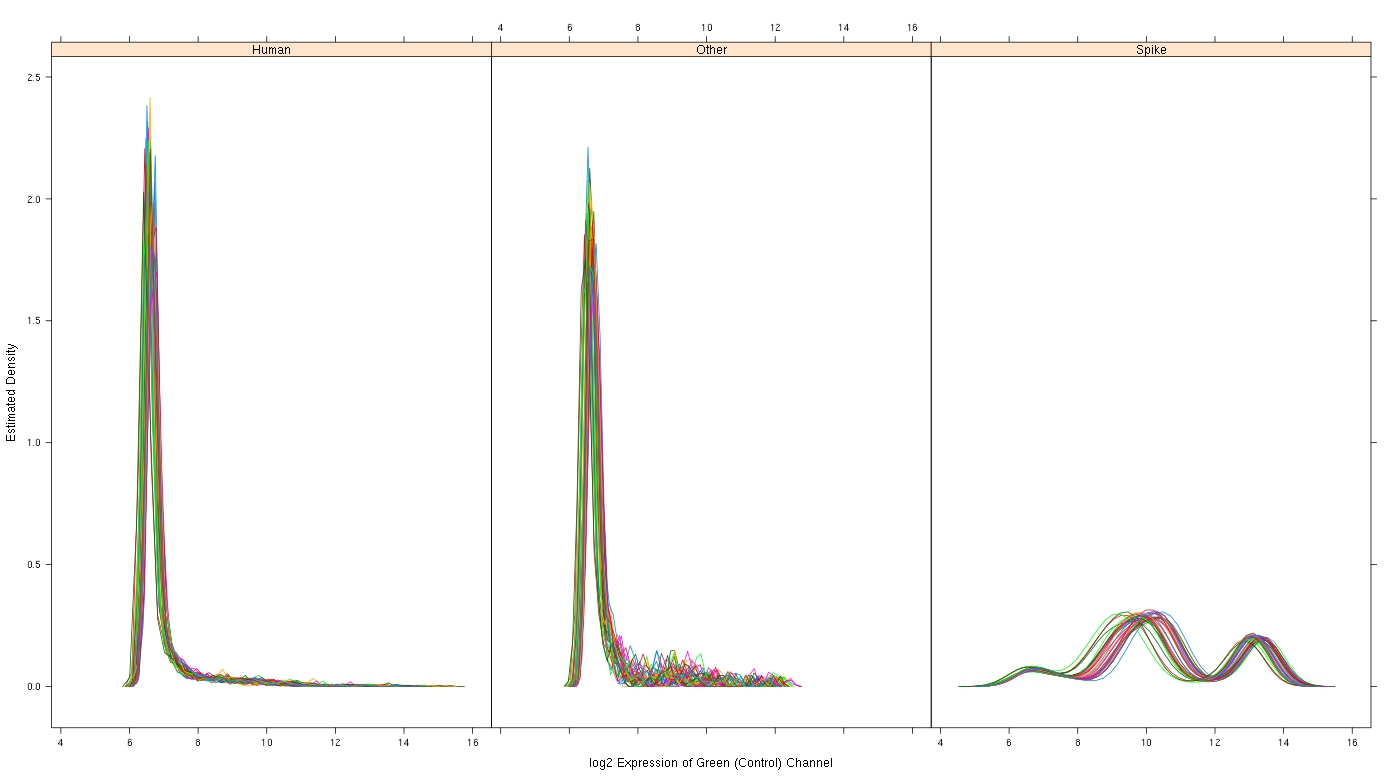 4 6 8 10 12 14 16
Human Other Spike
2.5
2.0
1.5
1.0
0.5
0.0
Estimated Density
4 6 8 10 12 14 16 4 6 8 10 12 14 16
log2 Expression of Green (Control) Channel